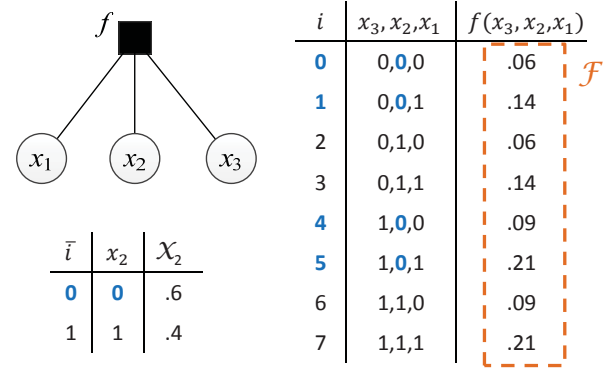 f
x₁ x₂ x₃
i̅ x₂ 𝒳₂
0 0 .6
1 1 .4
i x₃, x₂,x₁ f(x₃, x₂,x₁)
0 0,0,0 .06
1 0,0,1 .14
2 0,1,0 .06
3 0,1,1 .14
4 1,0,0 .09
5 1,0,1 .21
6 1,1,0 .09
7 1,1,1 .21
ℱ